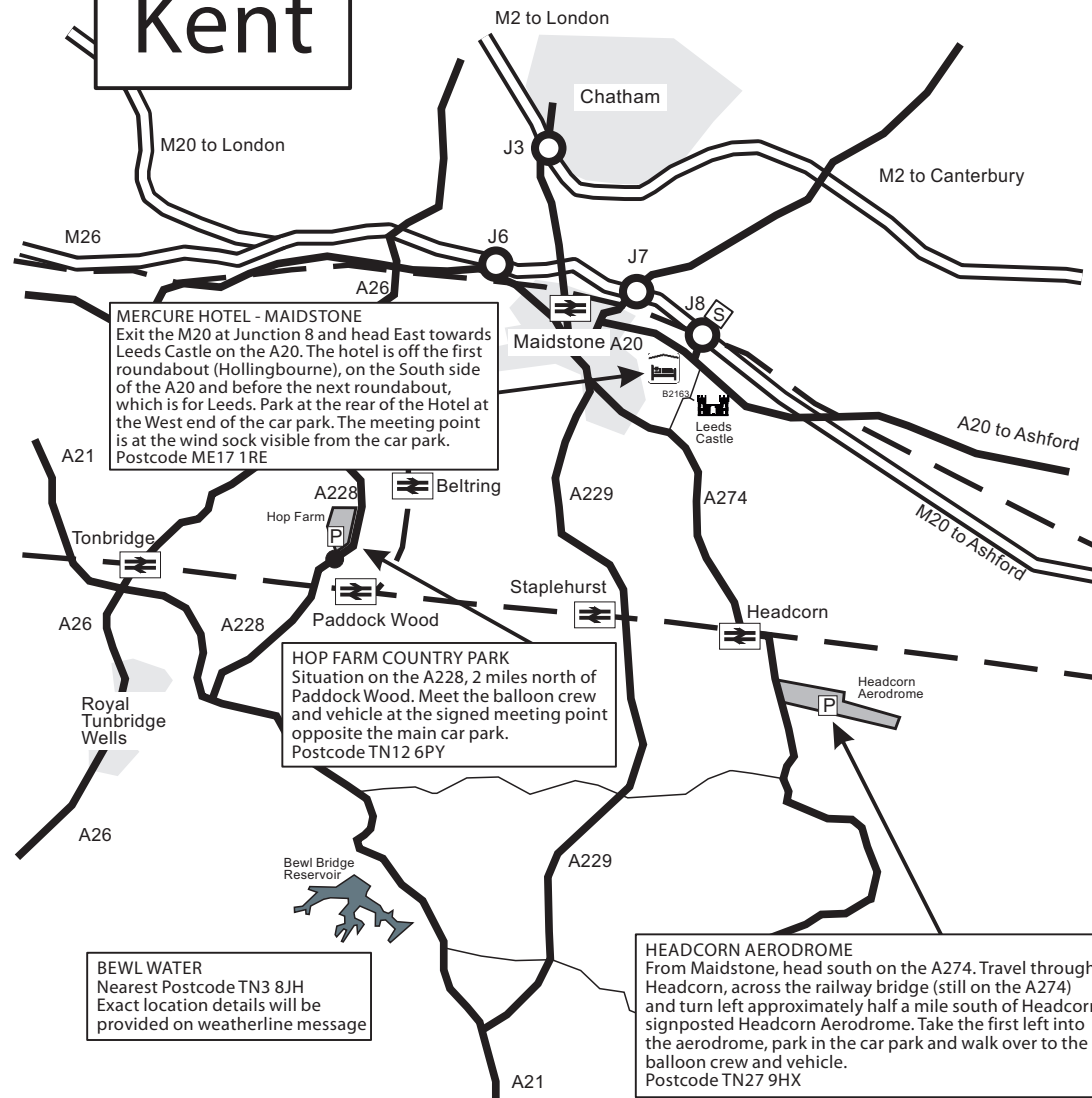 Kent
M2 to London
Chatham
J3
M20 to London
M2 to Canterbury
M26
J6
J7
A26
J8
S
MERCURE HOTEL - MAIDSTONE
Exit the M20 at Junction 8 and head East towards
Leeds Castle on the A20. The hotel is off the first
roundabout (Hollingbourne), on the South side
of the A20 and before the next roundabout,
which is for Leeds. Park at the rear of the Hotel at
the West end of the car park. The meeting point
is at the wind sock visible from the car park.
Postcode ME17 1RE
Maidstone
A20
B2163
Leeds
Castle
A20 to Ashford
A21
A228
Beltring
A229
A274
Hop Farm
P
M20 to Ashford
Tonbridge
Staplehurst
Headcorn
A26
A228
Paddock Wood
HOP FARM COUNTRY PARK
Situation on the A228, 2 miles north of
Paddock Wood. Meet the balloon crew
and vehicle at the signed meeting point
opposite the main car park.
Postcode TN12 6PY
Headcorn
Aerodrome
P
Royal
Tunbridge
Wells
A26
A229
Bewl Bridge
Reservoir
BEWL WATER
Nearest Postcode TN3 8JH
Exact location details will be
provided on weatherline message
HEADCORN AERODROME
From Maidstone, head south on the A274. Travel through
Headcorn, across the railway bridge (still on the A274)
and turn left approximately half a mile south of Headcorn
signposted Headcorn Aerodrome. Take the first left into
the aerodrome, park in the car park and walk over to the
balloon crew and vehicle.
Postcode TN27 9HX
A21